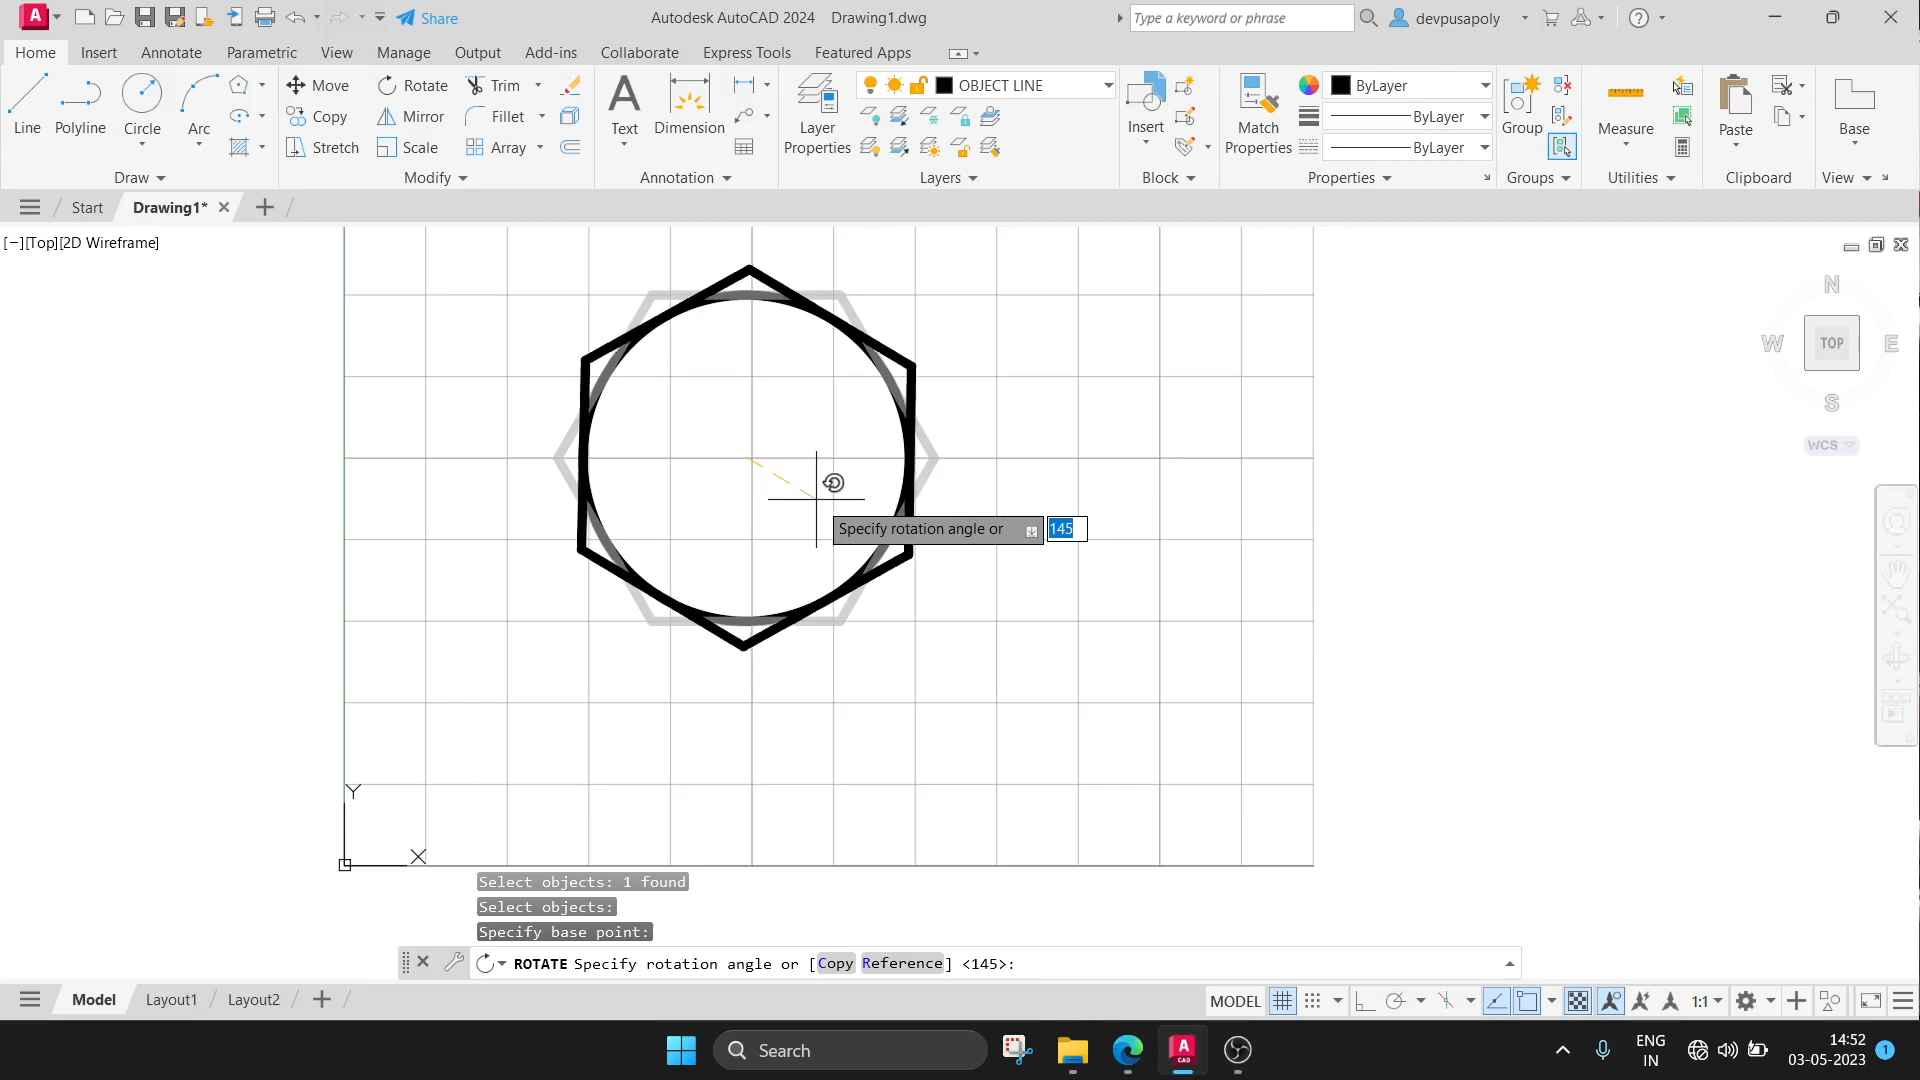 A Share Autodesk AutoCAD 2024 Drawing1.dwg Type a keyword or phrase devpusapoly
Home Insert Annotate Parametric View Manage Output Add-ins Collaborate Express Tools Featured Apps
Line Polyline Circle Arc
Move Rotate Trim
Copy Mirror Fillet
Stretch Scale Array
Text Dimension
Layer Properties
OBJECT LINE
Insert
Match Properties
ByLayer
ByLayer
ByLayer
Group
Measure
Paste
Base
Draw Modify Annotation Layers Block Properties Groups Utilities Clipboard View
Start Drawing1*
[−][Top][2D Wireframe]
N
W TOP E
S
WCS
Specify rotation angle or 145
Y
X
Select objects: 1 found
Select objects:
Specify base point:
ROTATE Specify rotation angle or [Copy Reference] <145>:
Model Layout1 Layout2 MODEL 1:1
Search
A CAD
ENG
IN
14:52
03-05-2023
1